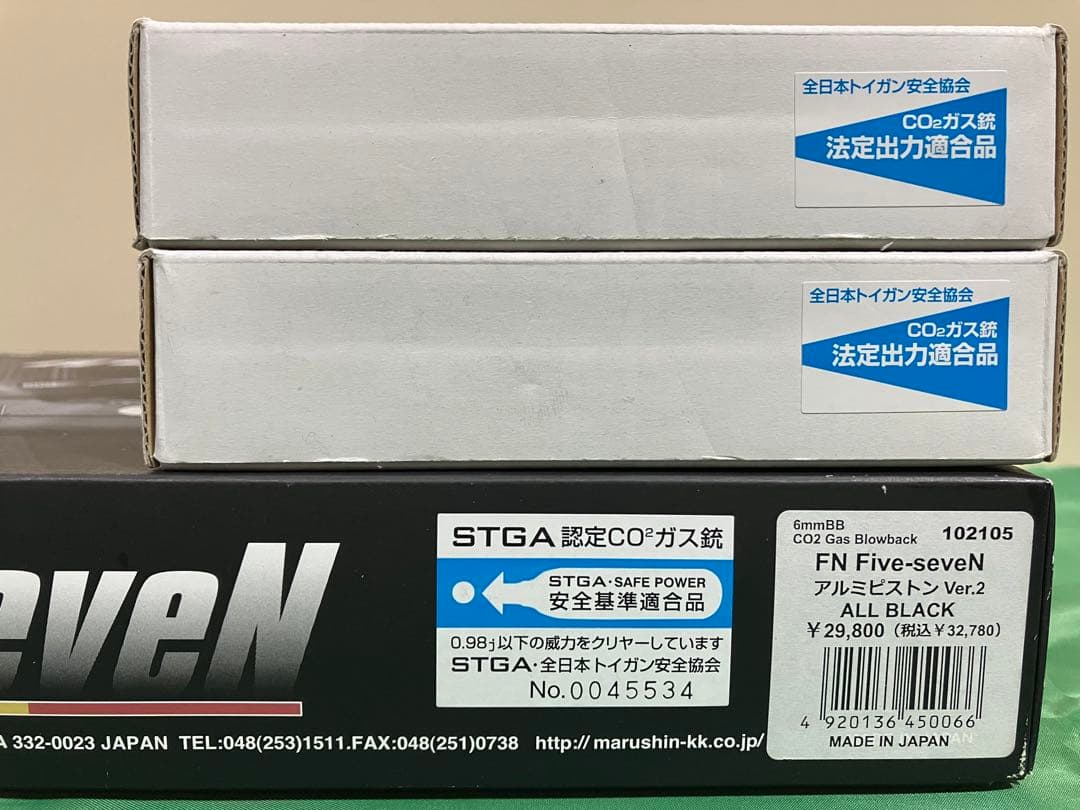 全日本トイガン安全協会
CO₂ガス銃
法定出力適合品
全日本トイガン安全協会
CO₂ガス銃
法定出力適合品
eveN
STGA 認定CO²ガス銃
STGA・SAFE POWER
安全基準適合品
0.98j以下の威力をクリヤーしています
STGA・全日本トイガン安全協会
No.0045534
6mmBB
CO2 Gas Blowback 102105
FN Five-seveN
アルミピストン Ver.2
ALL BLACK
￥29,800（税込￥32,780）
4 920136 450066
MADE IN JAPAN
A 332-0023 JAPAN TEL:048(253)1511.FAX:048(251)0738 http://marushin-kk.co.jp/